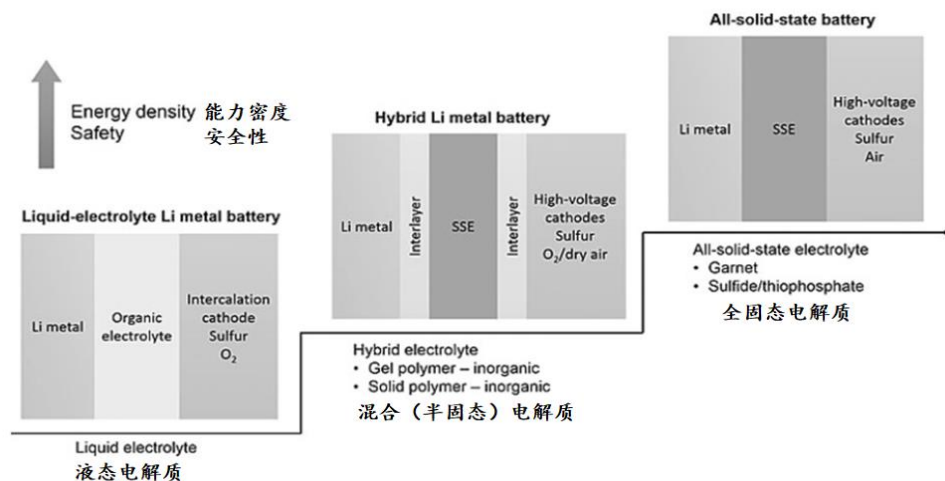 All-solid-state battery
Li metal
SSE
High-voltage
cathodes
Sulfur
Air
Energy density 能力密度
Safety 安全性
Hybrid Li metal battery
Li metal
Interlayer
SSE
Interlayer
High-voltage
cathodes
Sulfur
O₂/dry air
Liquid-electrolyte Li metal battery
Li metal
Organic
electrolyte
Intercalation
cathode
Sulfur
O₂
All-solid-state electrolyte
• Garnet
• Sulfide/thiophosphate
全固态电解质
Hybrid electrolyte
• Gel polymer – inorganic
• Solid polymer – inorganic
混合（半固态）电解质
Liquid electrolyte
液态电解质